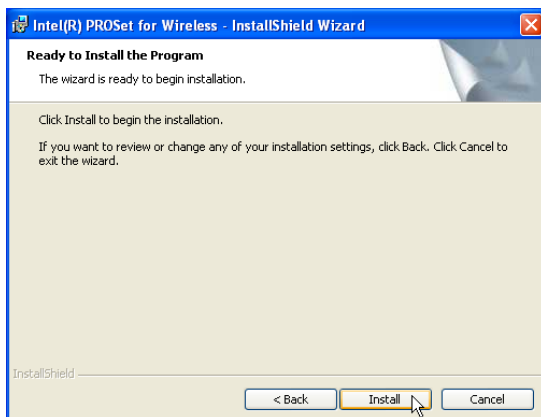 Intel(R) PROSet for Wireless - InstallShield Wizard
Ready to Install the Program
The wizard is ready to begin installation.
Click Install to begin the installation.
If you want to review or change any of your installation settings, click Back. Click Cancel to
exit the wizard.
InstallShield
< Back
Install
Cancel